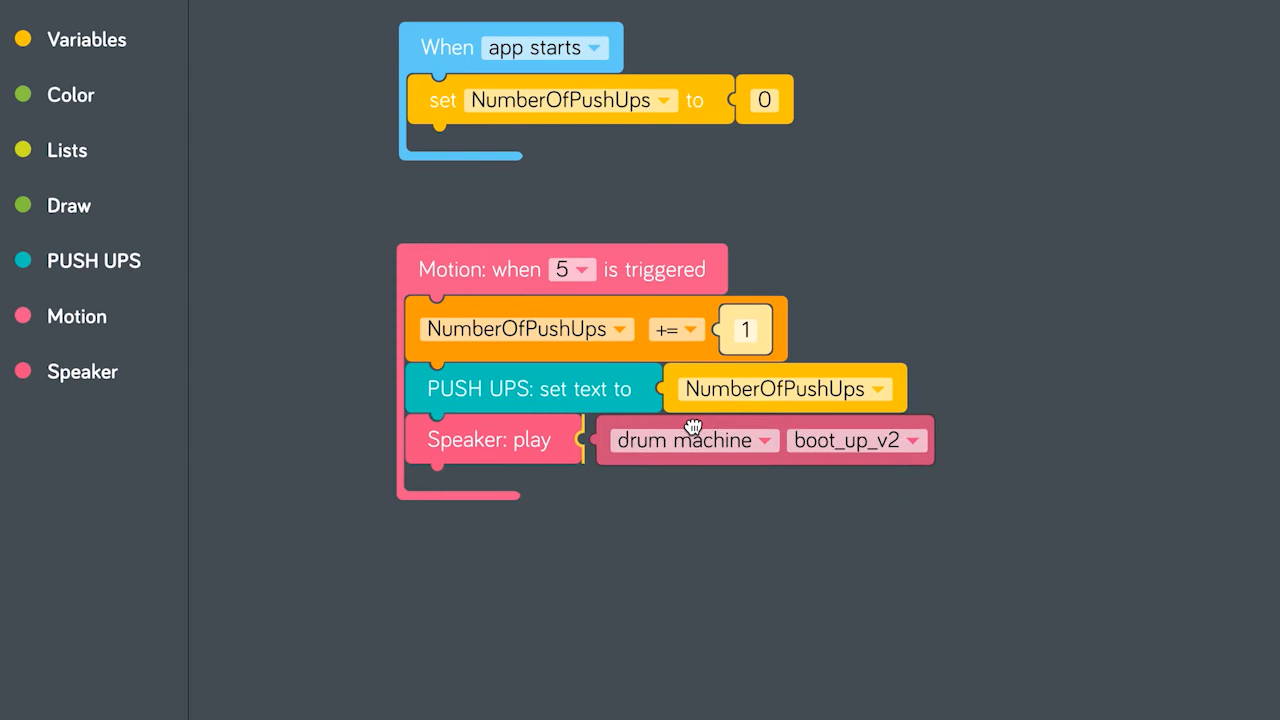 Variables
Color
Lists
Draw
PUSH UPS
Motion
Speaker
When app starts
set NumberOfPushUps to 0
Motion: when 5 is triggered
NumberOfPushUps += 1
PUSH UPS: set text to NumberOfPushUps
Speaker: play drum machine boot_up_v2